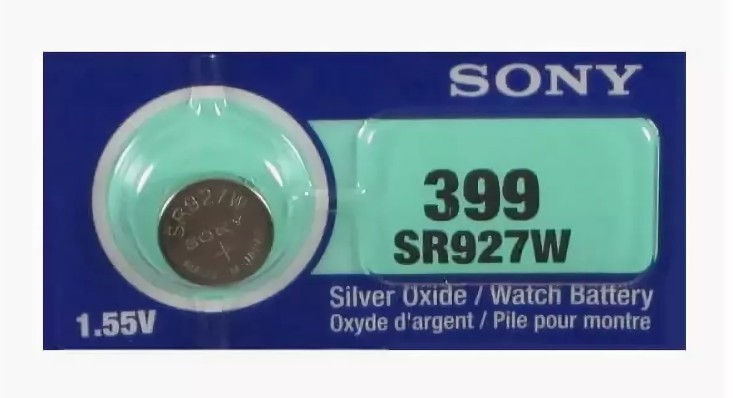 SONY
399
SR927W
SR927W
SONY
+
1.55V
Silver Oxide / Watch Battery
Oxyde d'argent / Pile pour montre